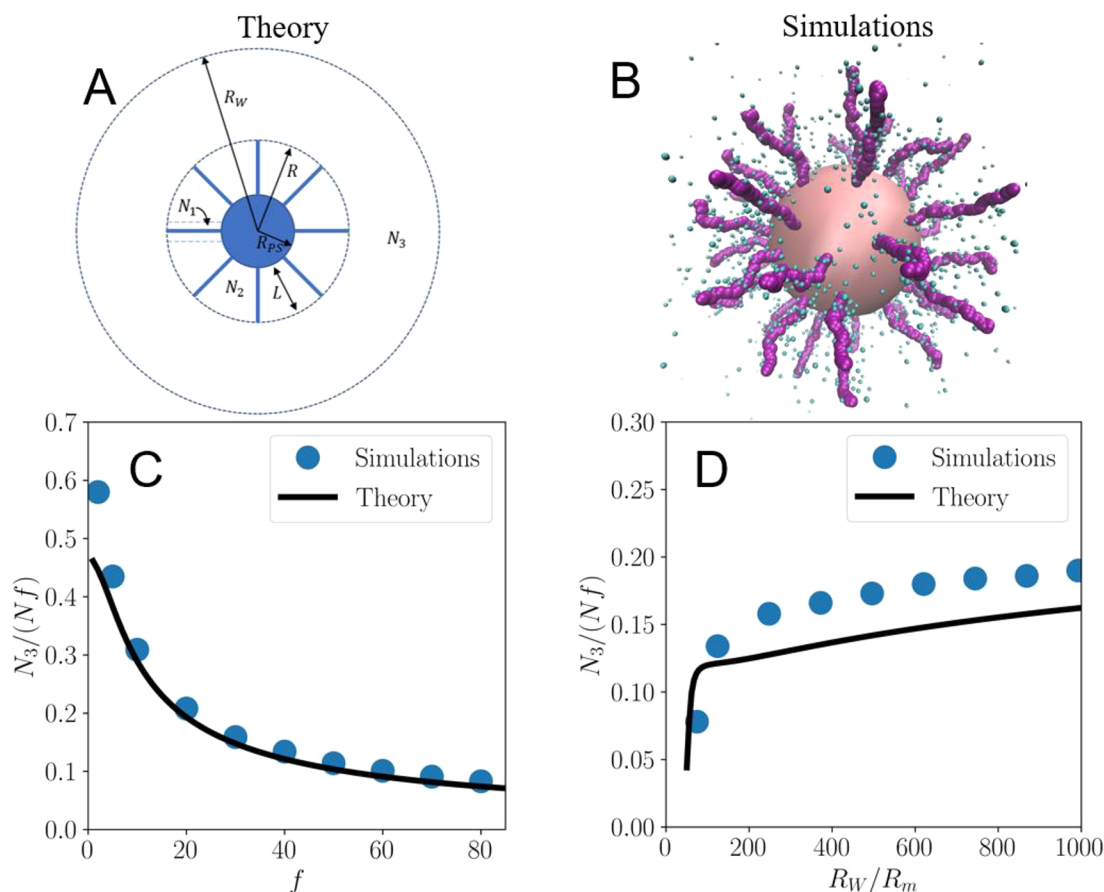 Theory
Simulations
A
R_W
R
N_1
R_PS
N_3
N_2
L
B
C
Simulations
Theory
0.7
0.6
0.5
0.4
0.3
0.2
0.1
0.0
N_3/(Nf)
0 20 40 60 80
f
D
Simulations
Theory
0.30
0.25
0.20
0.15
0.10
0.05
0.00
N_3/(Nf)
0 200 400 600 800 1000
R_W/R_m